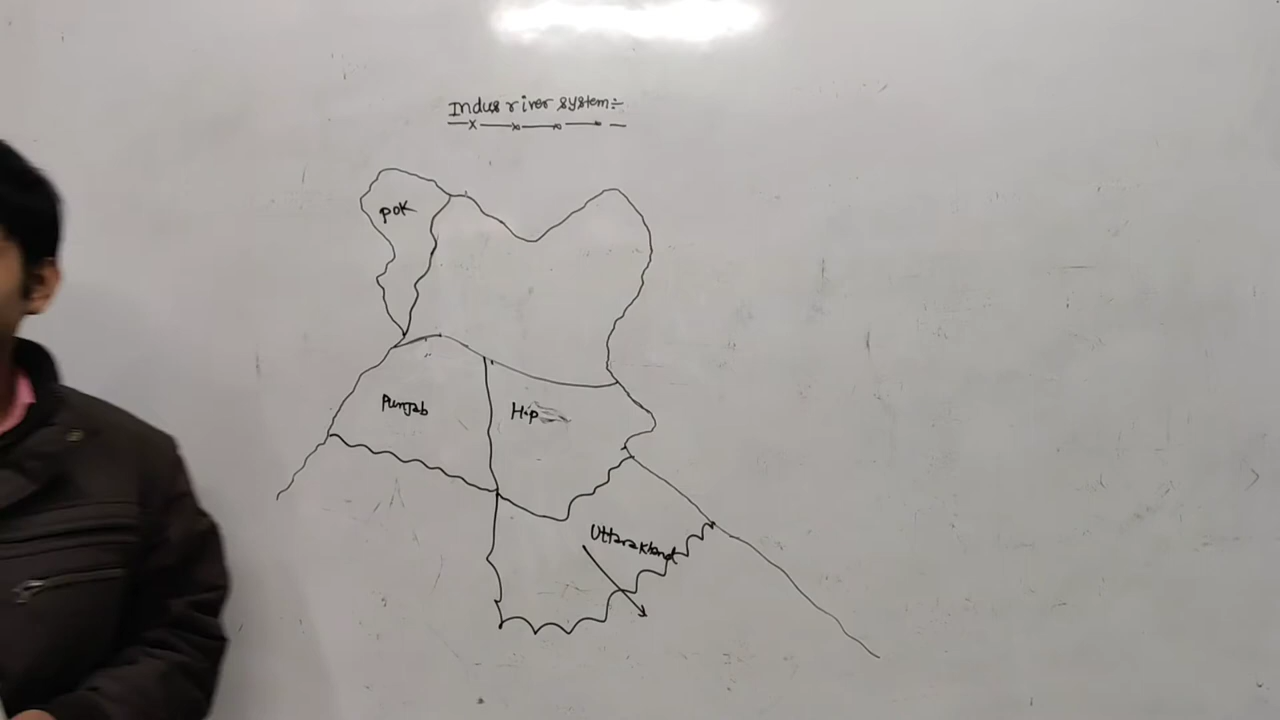 Indus river system:-
POK
Punjab
H.p
Uttarakhand